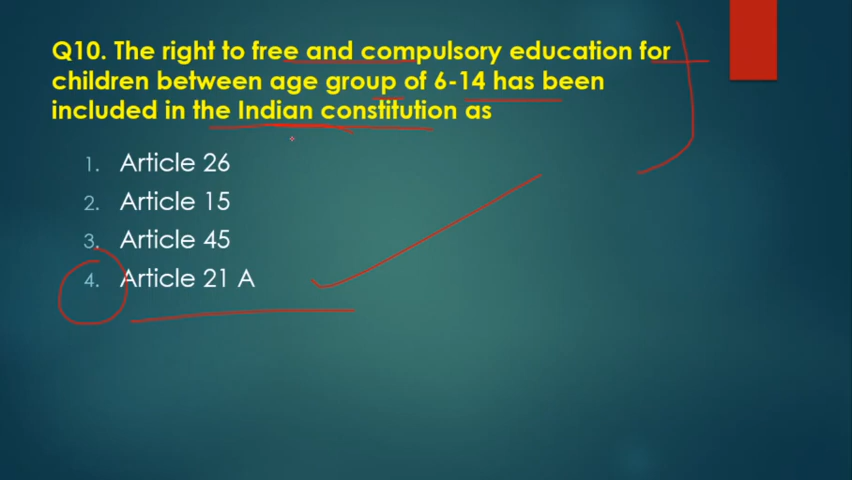 Q10. The right to free and compulsory education for
children between age group of 6-14 has been
included in the Indian constitution as
1. Article 26
2. Article 15
3. Article 45
4. Article 21 A